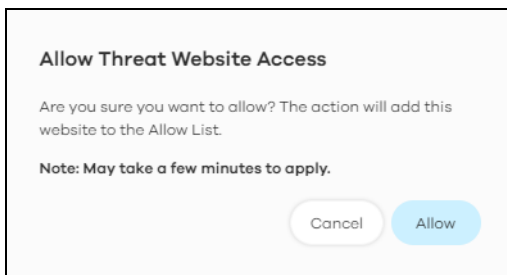 Allow Threat Website Access
Are you sure you want to allow? The action will add this
website to the Allow List.
Note: May take a few minutes to apply.
Cancel Allow